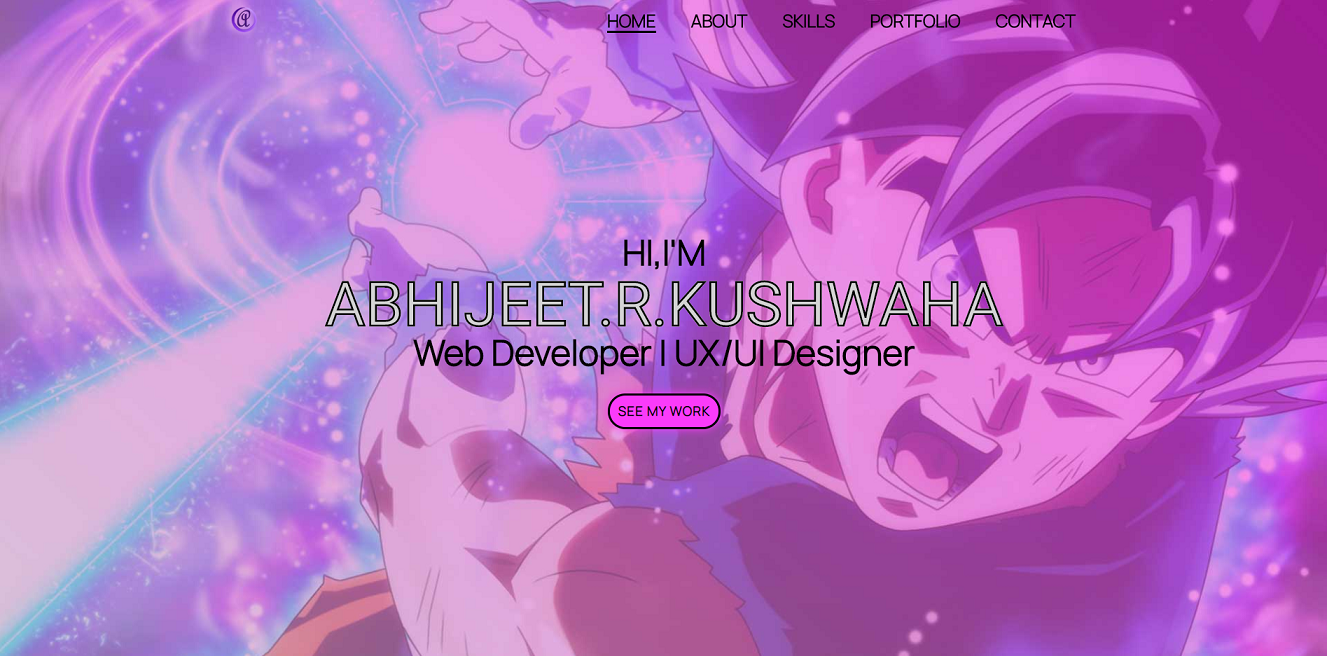 @
HOME ABOUT SKILLS PORTFOLIO CONTACT
HI,I'M
ABHIJEET.R.KUSHWAHA
Web Developer | UX/UI Designer
SEE MY WORK